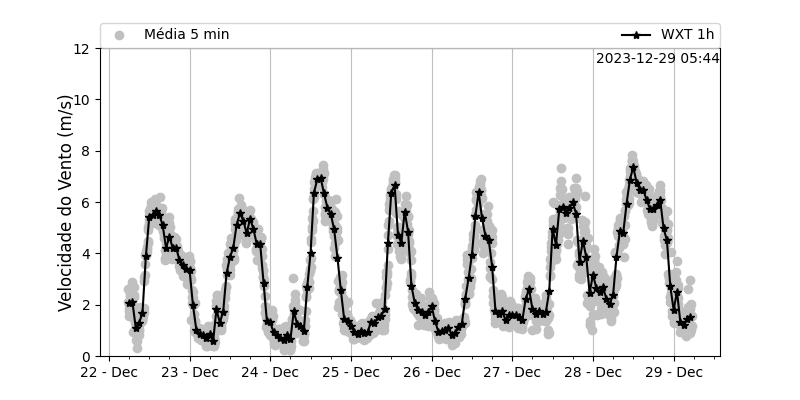 Média 5 min
WXT 1h
2023-12-29 05:44
Velocidade do Vento (m/s)
12
10
8
6
4
2
0
22 - Dec
23 - Dec
24 - Dec
25 - Dec
26 - Dec
27 - Dec
28 - Dec
29 - Dec